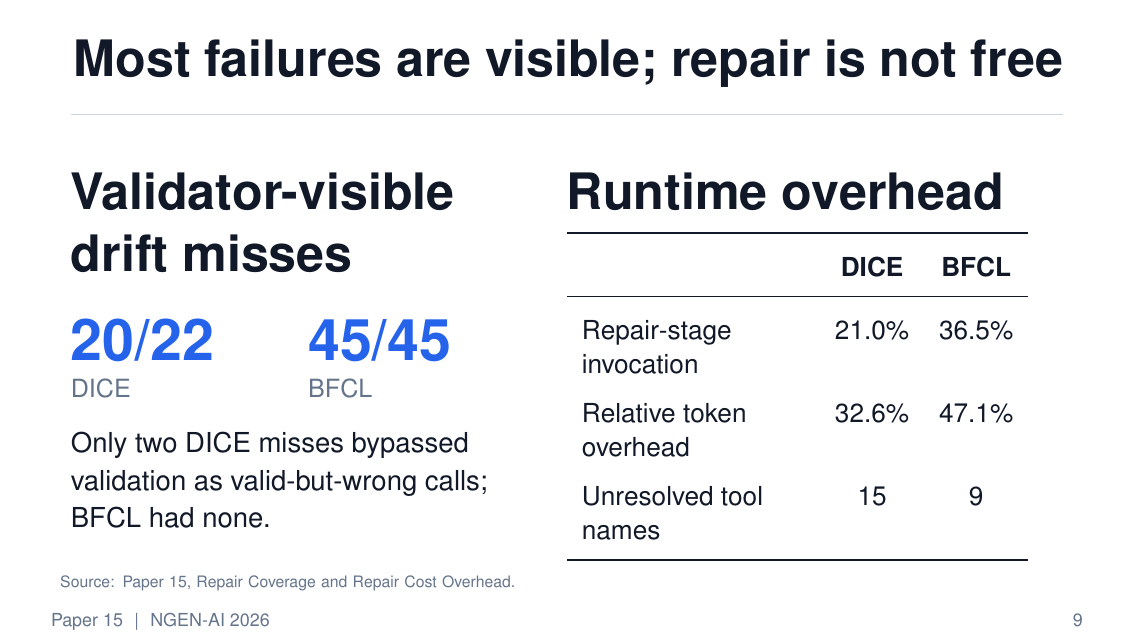 Most failures are visible; repair is not free
Validator-visible
drift misses
20/22
45/45
DICE
BFCL
Only two DICE misses bypassed
validation as valid-but-wrong calls;
BFCL had none.
Runtime overhead
DICE BFCL
Repair-stage 21.0% 36.5%
invocation
Relative token 32.6% 47.1%
overhead
Unresolved tool 15 9
names
Source: Paper 15, Repair Coverage and Repair Cost Overhead.
Paper 15 | NGEN-AI 2026
9